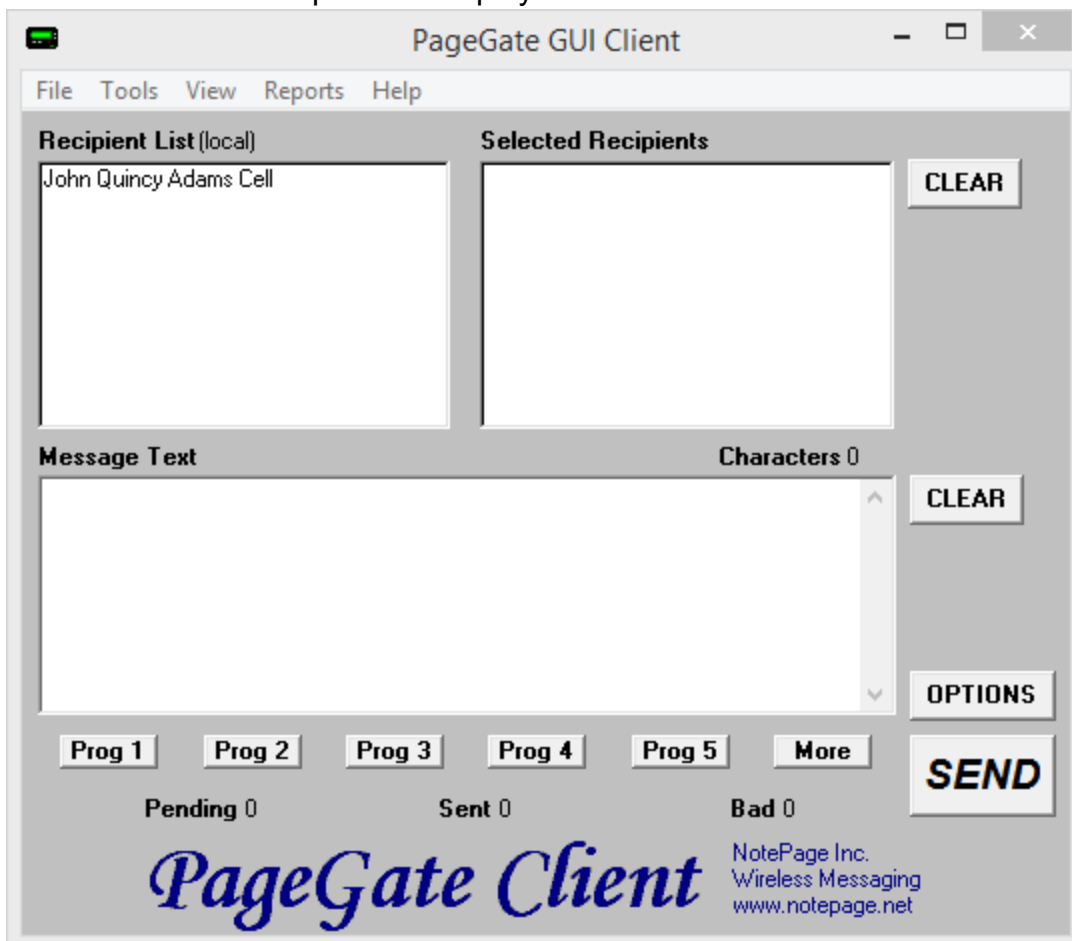 PageGate GUI Client
File Tools View Reports Help
Recipient List (local) Selected Recipients
John Quincy Adams Cell
CLEAR
Message Text Characters 0
CLEAR
OPTIONS
Prog 1 Prog 2 Prog 3 Prog 4 Prog 5 More
SEND
Pending 0 Sent 0 Bad 0
PageGate Client
NotePage Inc.
Wireless Messaging
www.notepage.net